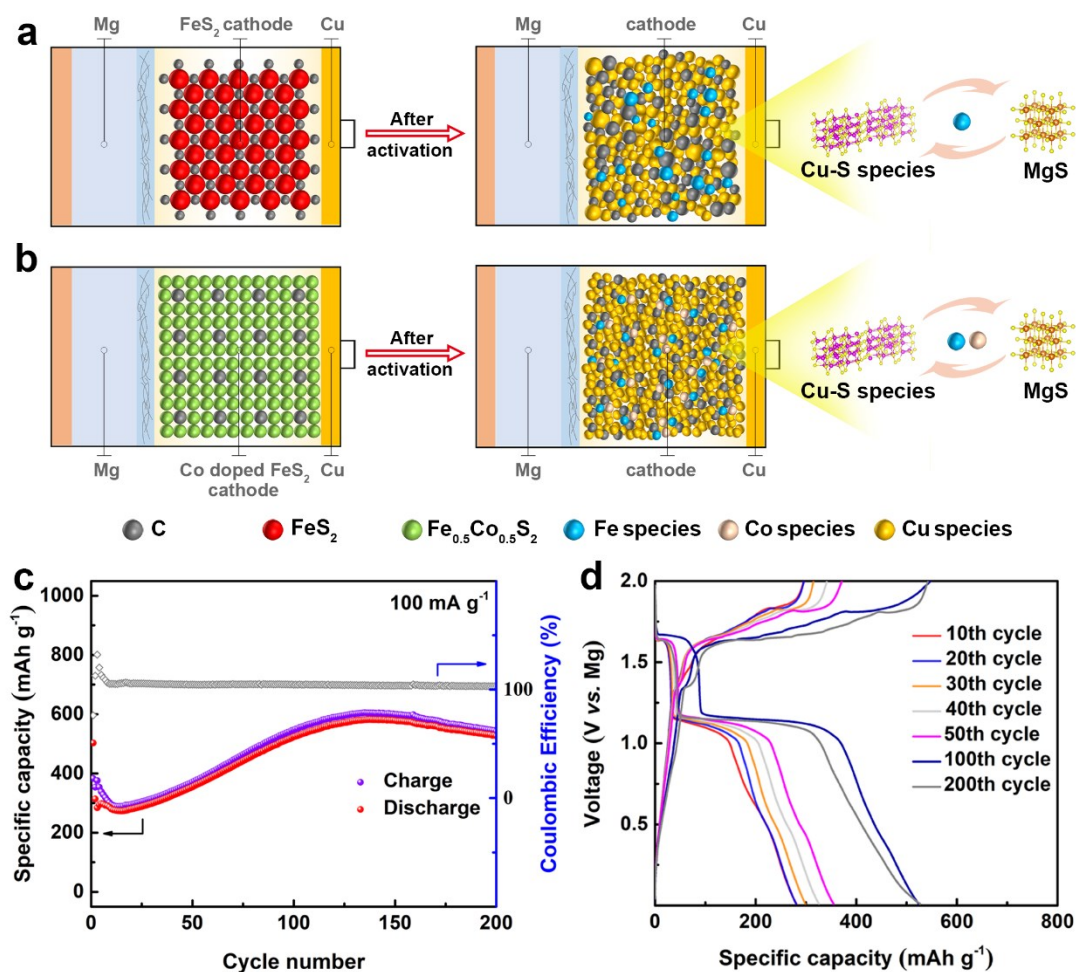 a
Mg
FeS₂ cathode
Cu
Mg
cathode
Cu
After
activation
Cu-S species
MgS
b
After
activation
Cu-S species
MgS
Mg
Co doped FeS₂
cathode
Cu
Mg
cathode
Cu
C
FeS₂
Fe₀.₅Co₀.₅S₂
Fe species
Co species
Cu species
c
100 mA g⁻¹
Specific capacity (mAh g⁻¹)
1000
800
600
400
200
0
Coulombic Efficiency (%)
100
0
Charge
Discharge
0 50 100 150 200
Cycle number
d
Voltage (V vs. Mg)
2.0
1.5
1.0
0.5
10th cycle
20th cycle
30th cycle
40th cycle
50th cycle
100th cycle
200th cycle
0 200 400 600 800
Specific capacity (mAh g⁻¹)